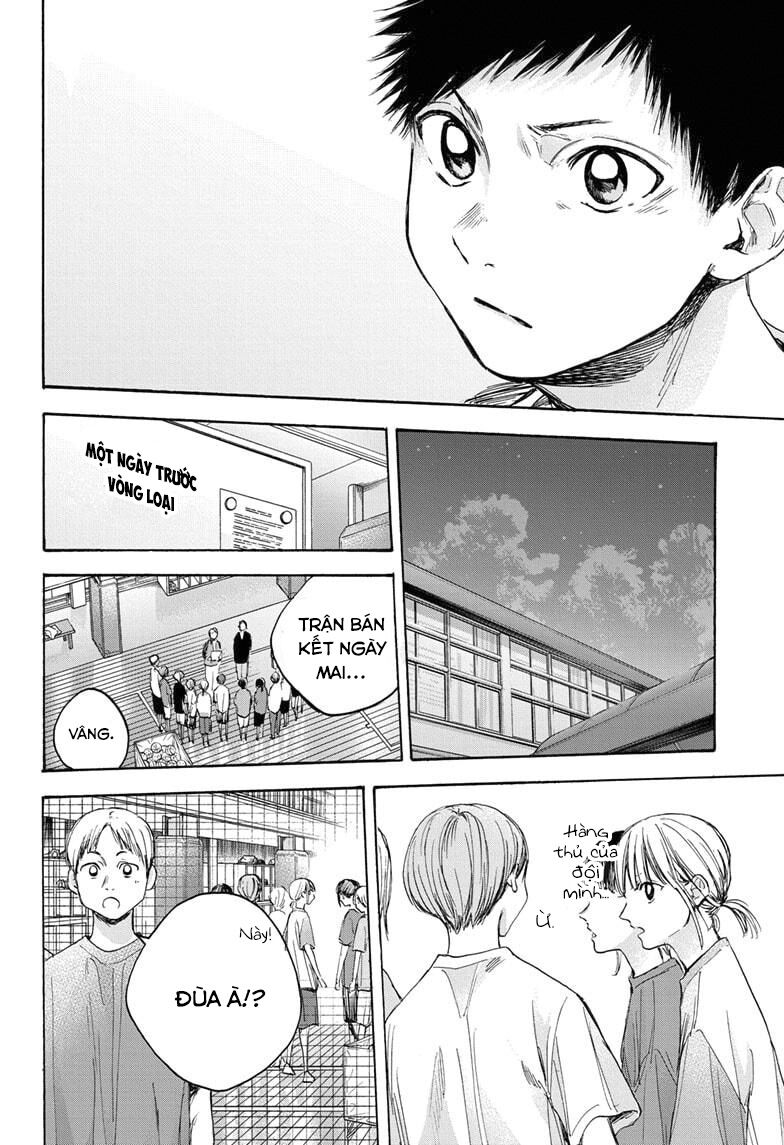 MỘT NGÀY TRƯỚC
VÒNG LOẠI
TRẬN BÁN
KẾT NGÀY
MAI...
VÂNG.
Hàng
thủ của
đội
mình...
Ừ.
Này!
ĐÙA À!?